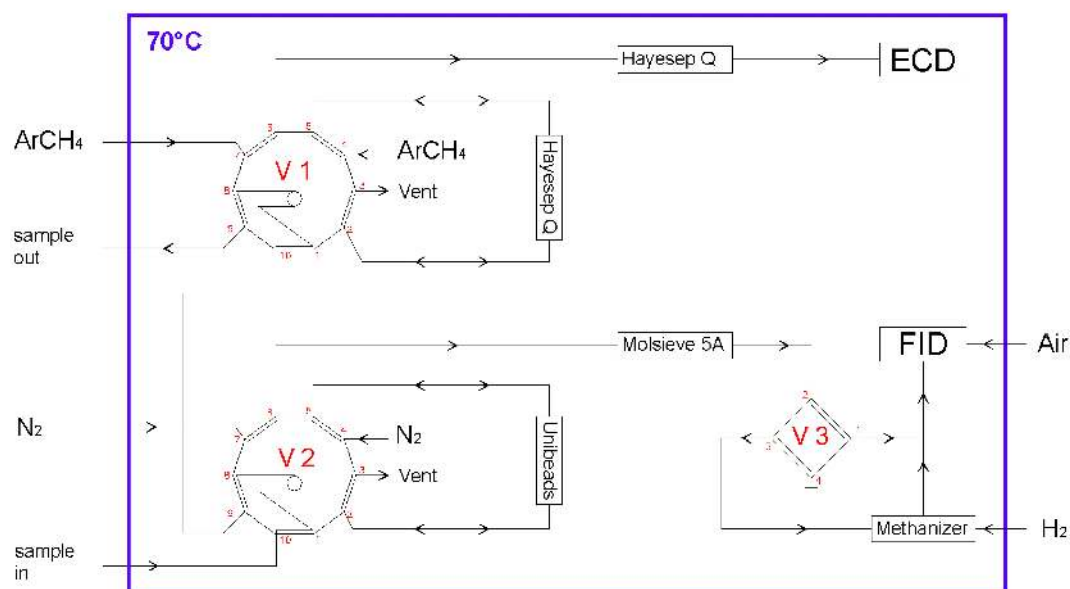 70°C
Hayesep Q
ECD
ArCH₄
ArCH₄
V 1
Vent
Hayesep Q
sample
out
Molsieve 5A
FID
Air
N₂
N₂
V 2
Vent
Unibeads
V 3
sample
in
Methanizer
H₂